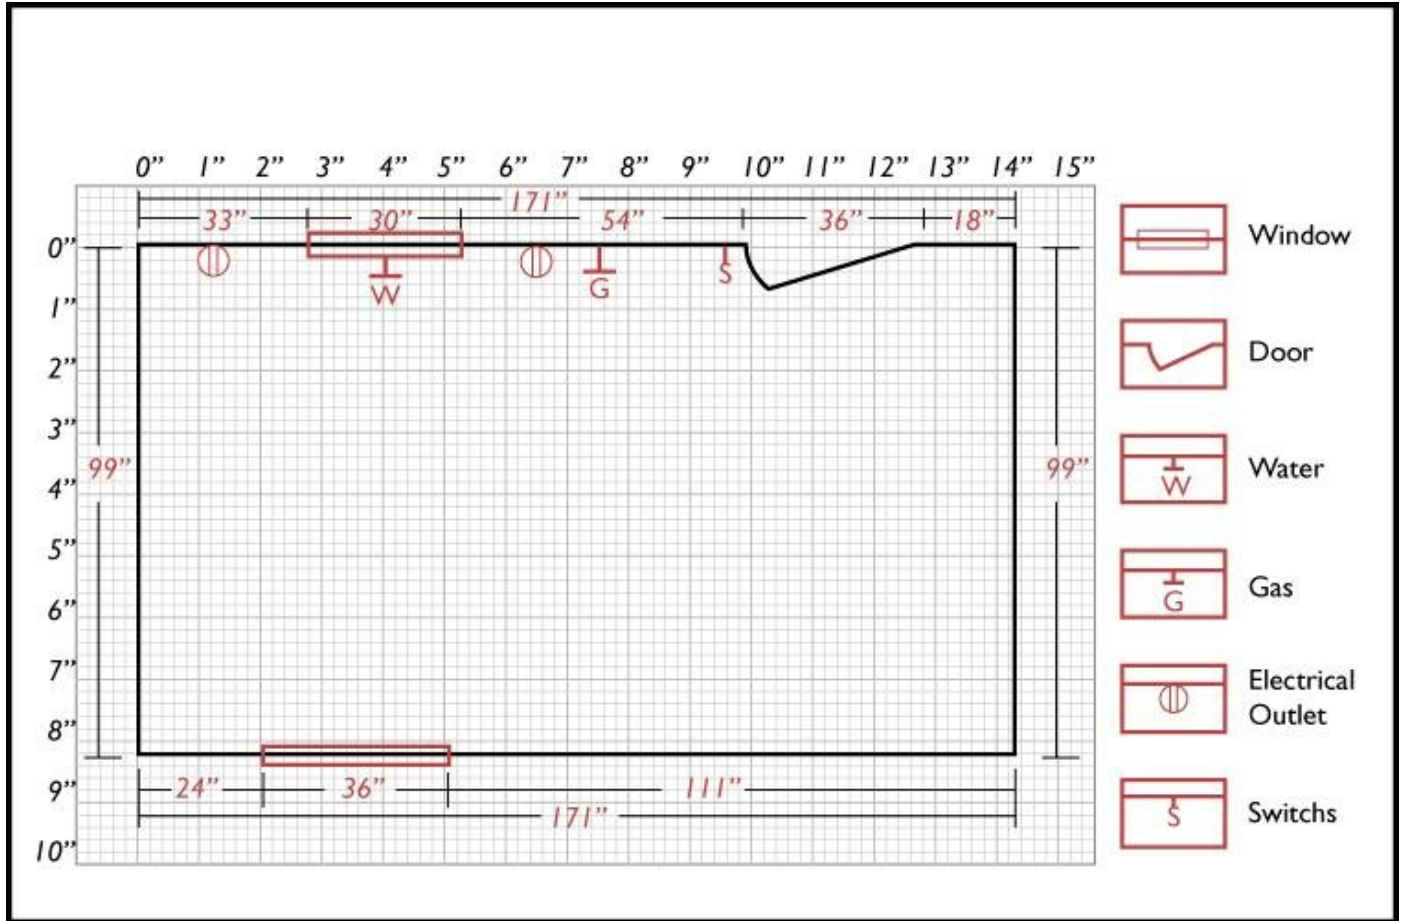 0” 1” 2” 3” 4” 5” 6” 7” 8” 9” 10” 11” 12” 13” 14” 15”
171”
33” 30” 54” 36” 18”
0”
W
G
S
1”
2”
3”
99” 99”
4”
5”
6”
7”
8”
9”
24” 36” 111”
171”
10”
Window
Door
W
Water
G
Gas
Electrical
Outlet
S
Switchs